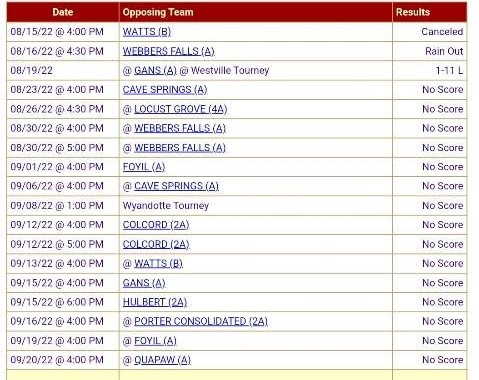 Date Opposing Team Results
08/15/22 @ 4:00 PM WATTS (B) Canceled
08/16/22 @ 4:30 PM WEBBERS FALLS (A) Rain Out
08/19/22 @ GANS (A) @ Westville Tourney 1-11 L
08/23/22 @ 4:00 PM CAVE SPRINGS (A) No Score
08/26/22 @ 4:30 PM @ LOCUST GROVE (4A) No Score
08/30/22 @ 4:00 PM @ WEBBERS FALLS (A) No Score
08/30/22 @ 5:00 PM @ WEBBERS FALLS (A) No Score
09/01/22 @ 4:00 PM FOYIL (A) No Score
09/06/22 @ 4:00 PM @ CAVE SPRINGS (A) No Score
09/08/22 @ 1:00 PM Wyandotte Tourney No Score
09/12/22 @ 4:00 PM COLCORD (2A) No Score
09/12/22 @ 5:00 PM COLCORD (2A) No Score
09/13/22 @ 4:00 PM @ WATTS (B) No Score
09/15/22 @ 4:00 PM GANS (A) No Score
09/15/22 @ 6:00 PM HULBERT (2A) No Score
09/16/22 @ 4:00 PM @ PORTER CONSOLIDATED (2A) No Score
09/19/22 @ 4:00 PM @ FOYIL (A) No Score
09/20/22 @ 4:00 PM @ QUAPAW (A) No Score